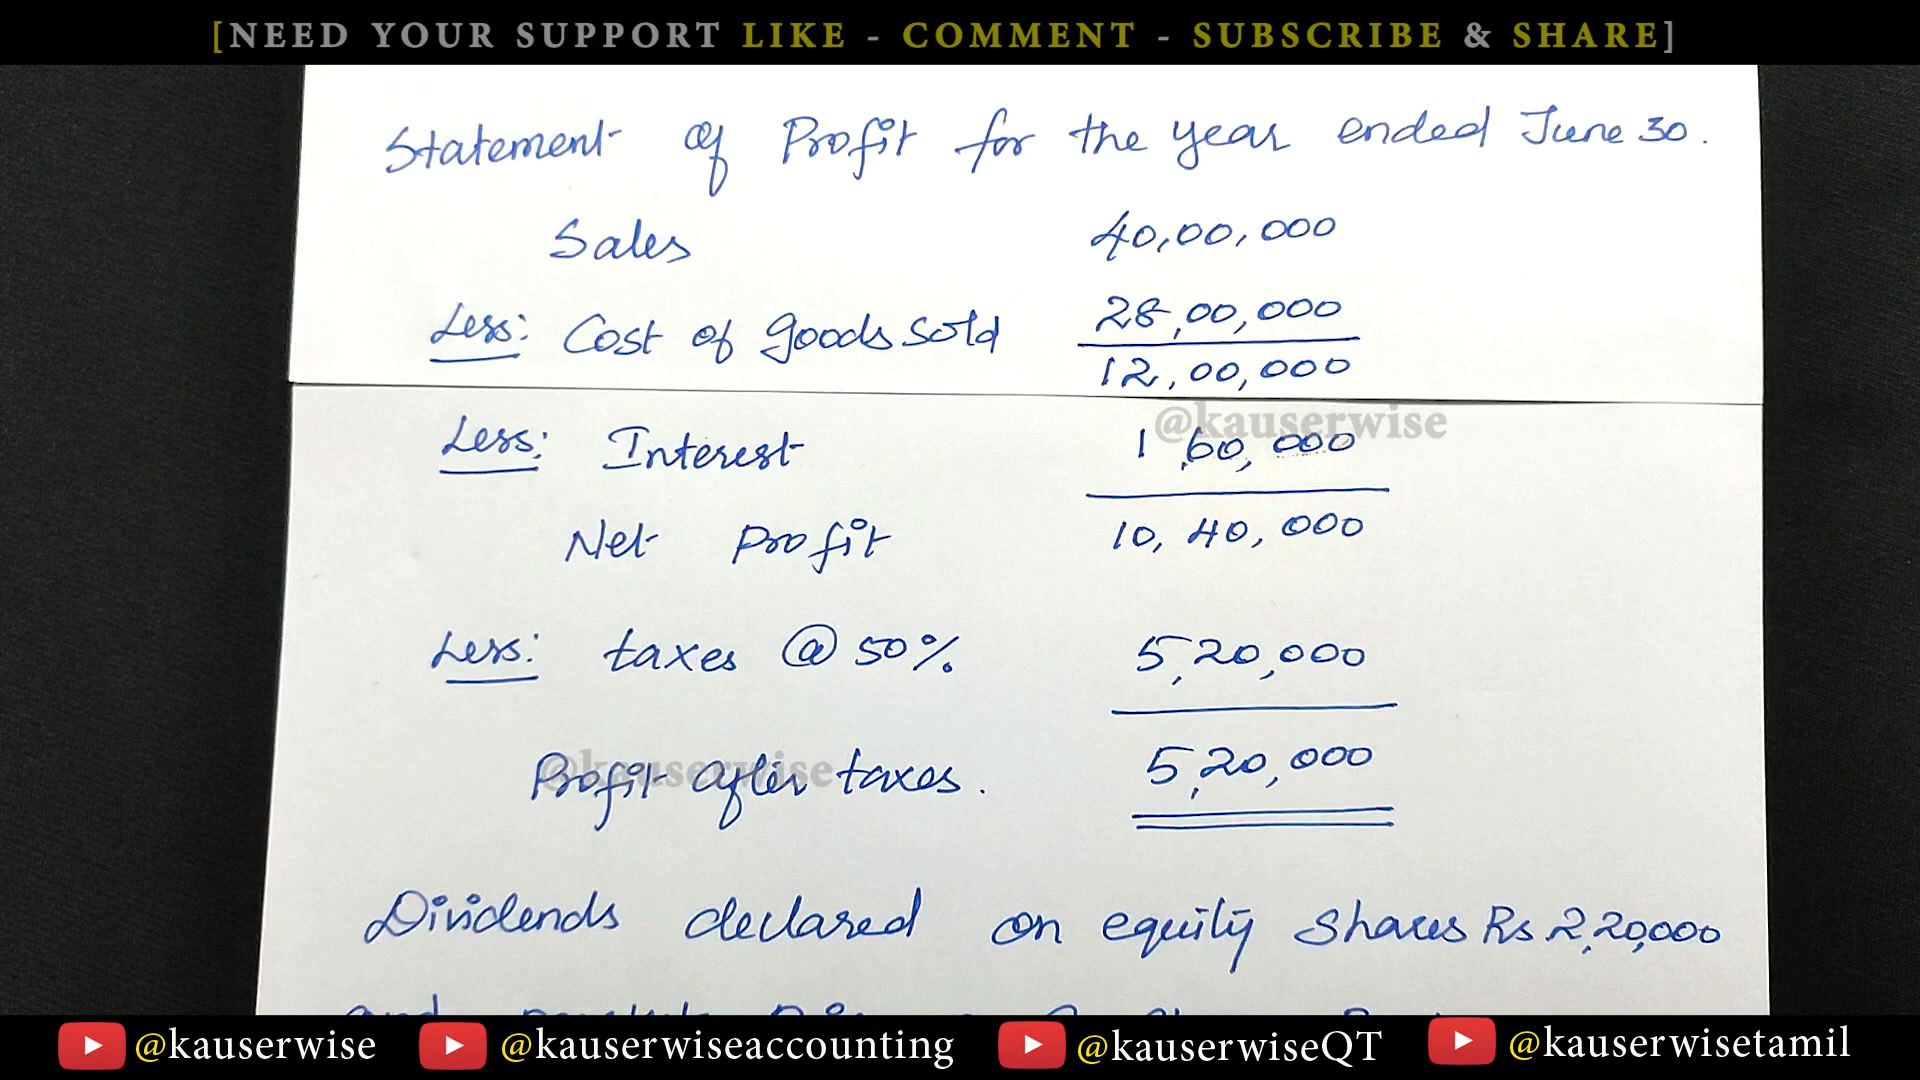 [NEED YOUR SUPPORT LIKE - COMMENT - SUBSCRIBE & SHARE]
Statement of Profit for the year ended June 30.
Sales 40,00,000
Less: Cost of goods sold 28,00,000
12,00,000
@kauserwise
Less: Interest 1,60,000
Net Profit 10,40,000
Less: taxes @ 50% 5,20,000
@kauserwise
Profit after taxes. 5,20,000
Dividends declared on equity shares Rs 2,20,000
and
@kauserwise @kauserwiseaccounting @kauserwiseQT @kauserwisetamil